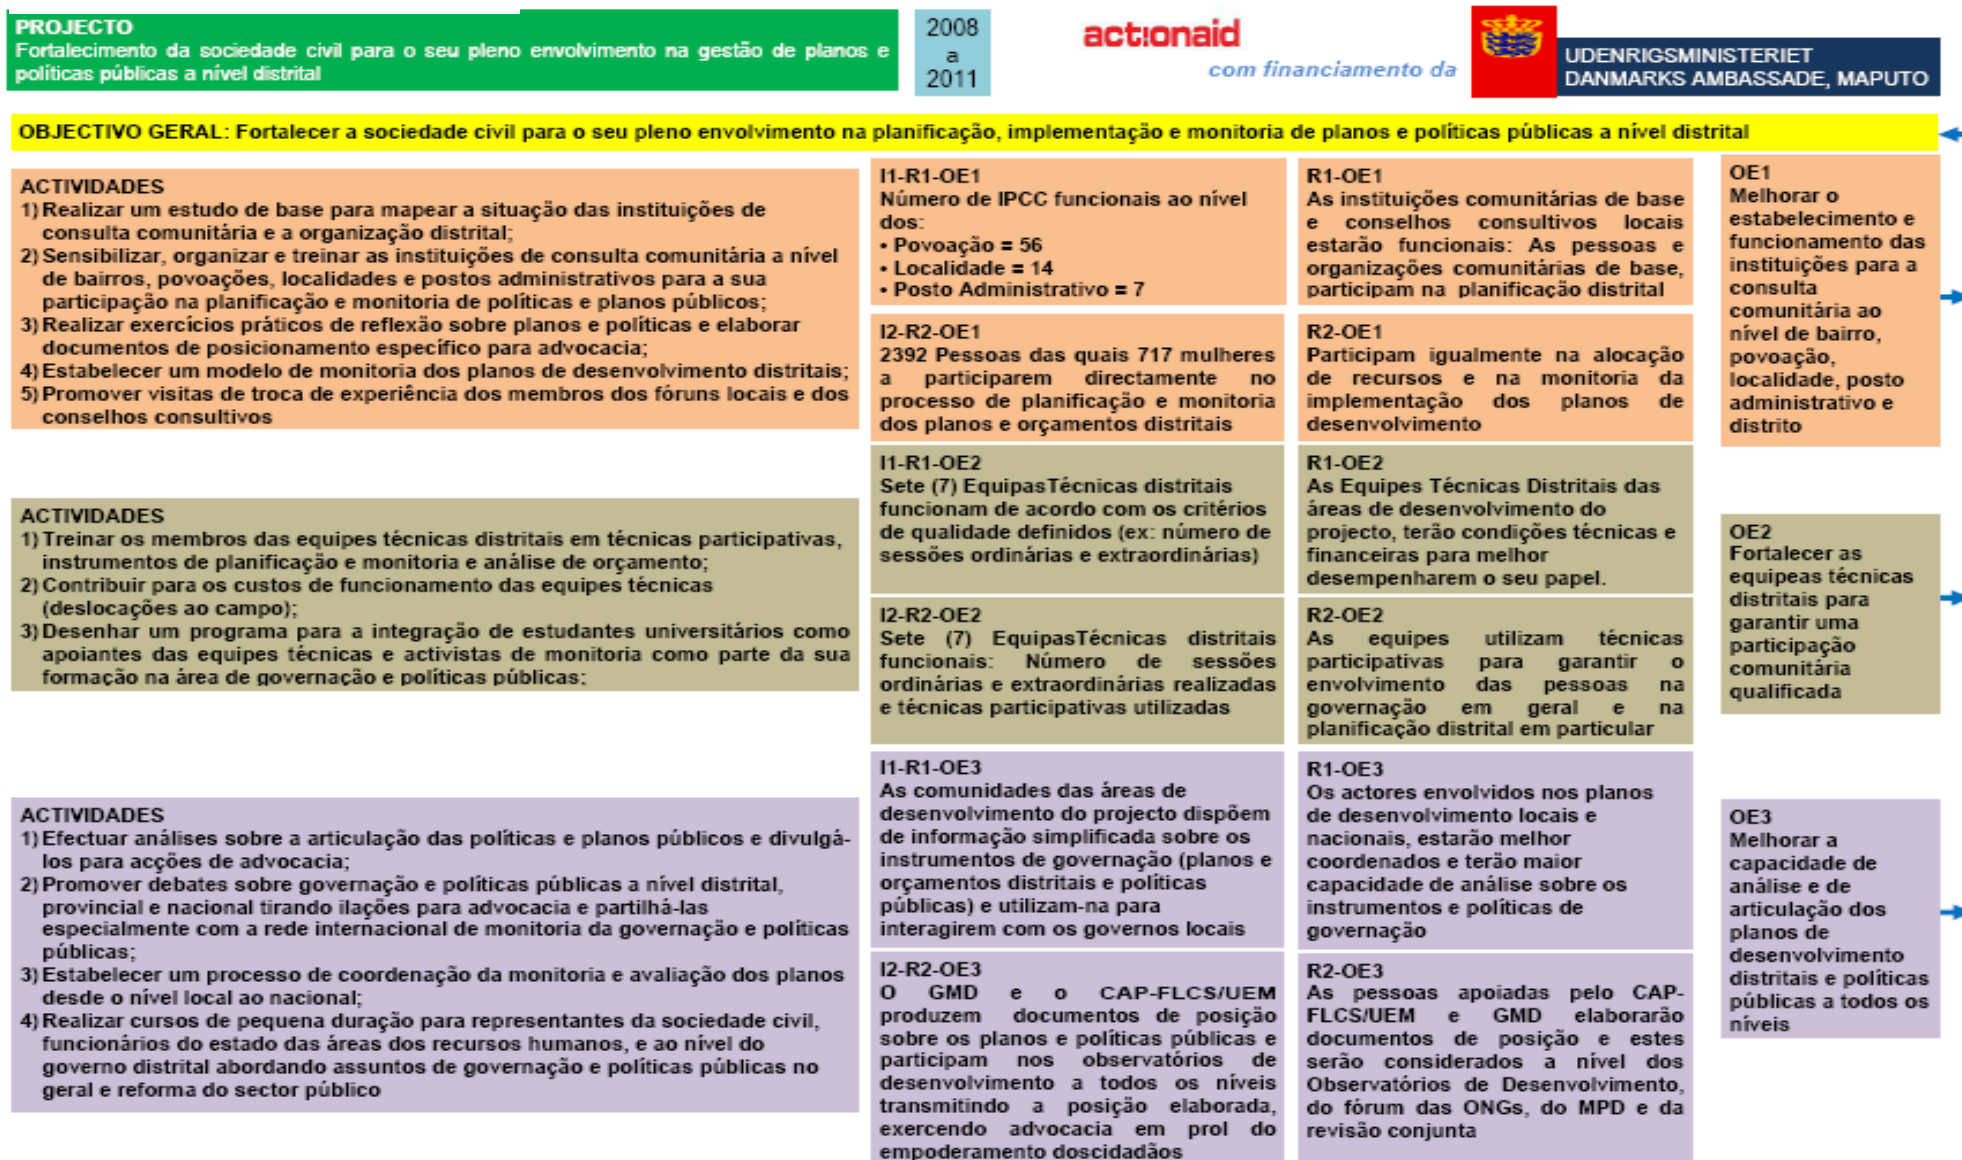 PROJECTO
Fortalecimento da sociedade civil para o seu pleno envolvimento na gestão de planos e
políticas públicas a nível distrital
2008
a
2011
act!onaid
com financiamento da
UDENRIGSMINISTERIET
DANMARKS AMBASSADE, MAPUTO
OBJECTIVO GERAL: Fortalecer a sociedade civil para o seu pleno envolvimento na planificação, implementação e monitoria de planos e políticas públicas a nível distrital
ACTIVIDADES
1) Realizar um estudo de base para mapear a situação das instituições de
consulta comunitária e a organização distrital;
2) Sensibilizar, organizar e treinar as instituições de consulta comunitária a nível
de bairros, povoações, localidades e postos administrativos para a sua
participação na planificação e monitoria de políticas e planos públicos;
3) Realizar exercícios práticos de reflexão sobre planos e políticas e elaborar
documentos de posicionamento específico para advocacia;
4) Estabelecer um modelo de monitoria dos planos de desenvolvimento distritais;
5) Promover visitas de troca de experiência dos membros dos fóruns locais e dos
conselhos consultivos
I1-R1-OE1
Número de IPCC funcionais ao nível
dos:
• Povoação = 56
• Localidade = 14
• Posto Administrativo = 7
R1-OE1
As instituições comunitárias de base
e conselhos consultivos locais
estarão funcionais: As pessoas e
organizações comunitárias de base,
participam na planificação distrital
OE1
Melhorar o
estabelecimento e
funcionamento das
instituições para a
consulta
comunitária ao
nível de bairro,
povoação,
localidade, posto
administrativo e
distrito
I2-R2-OE1
2392 Pessoas das quais 717 mulheres
a participarem directamente no
processo de planificação e monitoria
dos planos e orçamentos distritais
R2-OE1
Participam igualmente na alocação
de recursos e na monitoria da
implementação dos planos de
desenvolvimento
ACTIVIDADES
1) Treinar os membros das equipes técnicas distritais em técnicas participativas,
instrumentos de planificação e monitoria e análise de orçamento;
2) Contribuir para os custos de funcionamento das equipes técnicas
(deslocações ao campo);
3) Desenhar um programa para a integração de estudantes universitários como
apoiantes das equipes técnicas e activistas de monitoria como parte da sua
formação na área de governação e políticas públicas;
I1-R1-OE2
Sete (7) EquipasTécnicas distritais
funcionam de acordo com os critérios
de qualidade definidos (ex: número de
sessões ordinárias e extraordinárias)
R1-OE2
As Equipes Técnicas Distritais das
áreas de desenvolvimento do
projecto, terão condições técnicas e
financeiras para melhor
desempenharem o seu papel.
OE2
Fortalecer as
equipeas técnicas
distritais para
garantir uma
participação
comunitária
qualificada
I2-R2-OE2
Sete (7) EquipasTécnicas distritais
funcionais: Número de sessões
ordinárias e extraordinárias realizadas
e técnicas participativas utilizadas
R2-OE2
As equipes utilizam técnicas
participativas para garantir o
envolvimento das pessoas na
governação em geral e na
planificação distrital em particular
ACTIVIDADES
1) Efectuar análises sobre a articulação das políticas e planos públicos e divulgá-
los para acções de advocacia;
2) Promover debates sobre governação e políticas públicas a nível distrital,
provincial e nacional tirando ilações para advocacia e partilhá-las
especialmente com a rede internacional de monitoria da governação e políticas
públicas;
3) Estabelecer um processo de coordenação da monitoria e avaliação dos planos
desde o nível local ao nacional;
4) Realizar cursos de pequena duração para representantes da sociedade civil,
funcionários do estado das áreas dos recursos humanos, e ao nível do
governo distrital abordando assuntos de governação e políticas públicas no
geral e reforma do sector público
I1-R1-OE3
As comunidades das áreas de
desenvolvimento do projecto dispõem
de informação simplificada sobre os
instrumentos de governação (planos e
orçamentos distritais e políticas
públicas) e utilizam-na para
interagirem com os governos locais
R1-OE3
Os actores envolvidos nos planos
de desenvolvimento locais e
nacionais, estarão melhor
coordenados e terão maior
capacidade de análise sobre os
instrumentos e políticas de
governação
OE3
Melhorar a
capacidade de
análise e de
articulação dos
planos de
desenvolvimento
distritais e políticas
públicas a todos os
níveis
I2-R2-OE3
O GMD e o CAP-FLCS/UEM
produzem documentos de posição
sobre os planos e políticas públicas e
participam nos observatórios de
desenvolvimento a todos os níveis
transmitindo a posição elaborada,
exercendo advocacia em prol do
empoderamento doscidadãos
R2-OE3
As pessoas apoiadas pelo CAP-
FLCS/UEM e GMD elaborarão
documentos de posição e estes
serão considerados a nível dos
Observatórios de Desenvolvimento,
do fórum das ONGs, do MPD e da
revisão conjunta